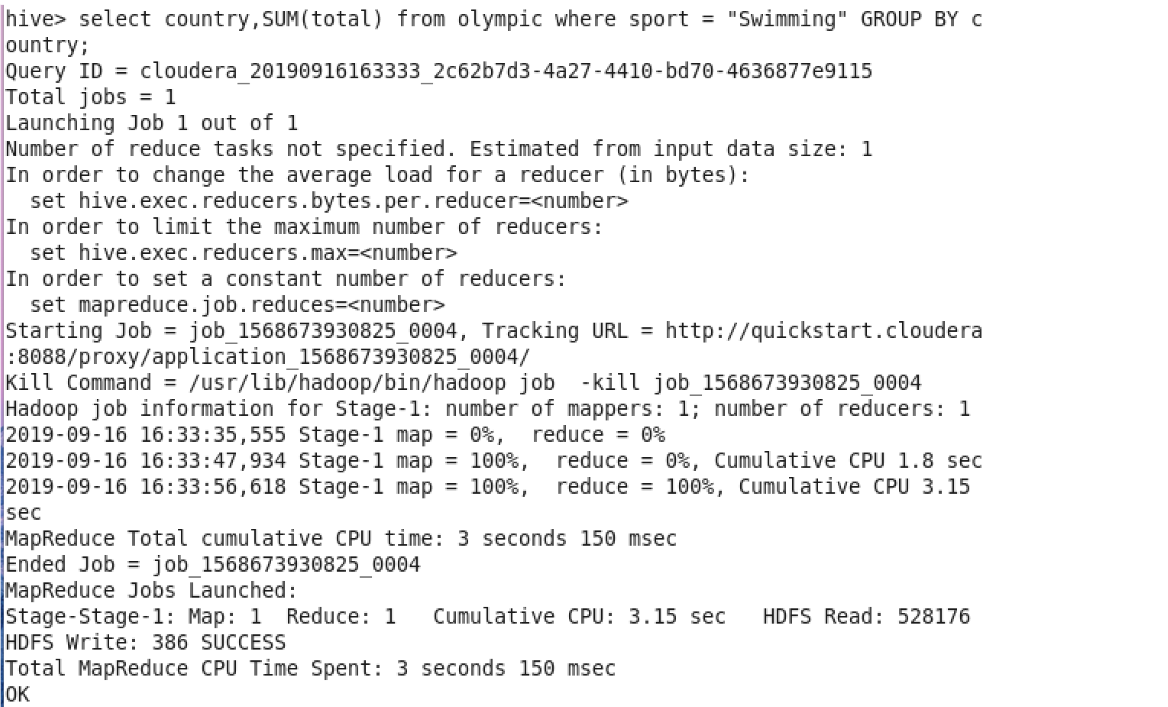 hive> select country,SUM(total) from olympic where sport = "Swimming" GROUP BY c
ountry;
Query ID = cloudera_20190916163333_2c62b7d3-4a27-4410-bd70-4636877e9115
Total jobs = 1
Launching Job 1 out of 1
Number of reduce tasks not specified. Estimated from input data size: 1
In order to change the average load for a reducer (in bytes):
  set hive.exec.reducers.bytes.per.reducer=<number>
In order to limit the maximum number of reducers:
  set hive.exec.reducers.max=<number>
In order to set a constant number of reducers:
  set mapreduce.job.reduces=<number>
Starting Job = job_1568673930825_0004, Tracking URL = http://quickstart.cloudera
:8088/proxy/application_1568673930825_0004/
Kill Command = /usr/lib/hadoop/bin/hadoop job  -kill job_1568673930825_0004
Hadoop job information for Stage-1: number of mappers: 1; number of reducers: 1
2019-09-16 16:33:35,555 Stage-1 map = 0%,  reduce = 0%
2019-09-16 16:33:47,934 Stage-1 map = 100%,  reduce = 0%, Cumulative CPU 1.8 sec
2019-09-16 16:33:56,618 Stage-1 map = 100%,  reduce = 100%, Cumulative CPU 3.15
sec
MapReduce Total cumulative CPU time: 3 seconds 150 msec
Ended Job = job_1568673930825_0004
MapReduce Jobs Launched:
Stage-Stage-1: Map: 1  Reduce: 1   Cumulative CPU: 3.15 sec   HDFS Read: 528176
HDFS Write: 386 SUCCESS
Total MapReduce CPU Time Spent: 3 seconds 150 msec
OK